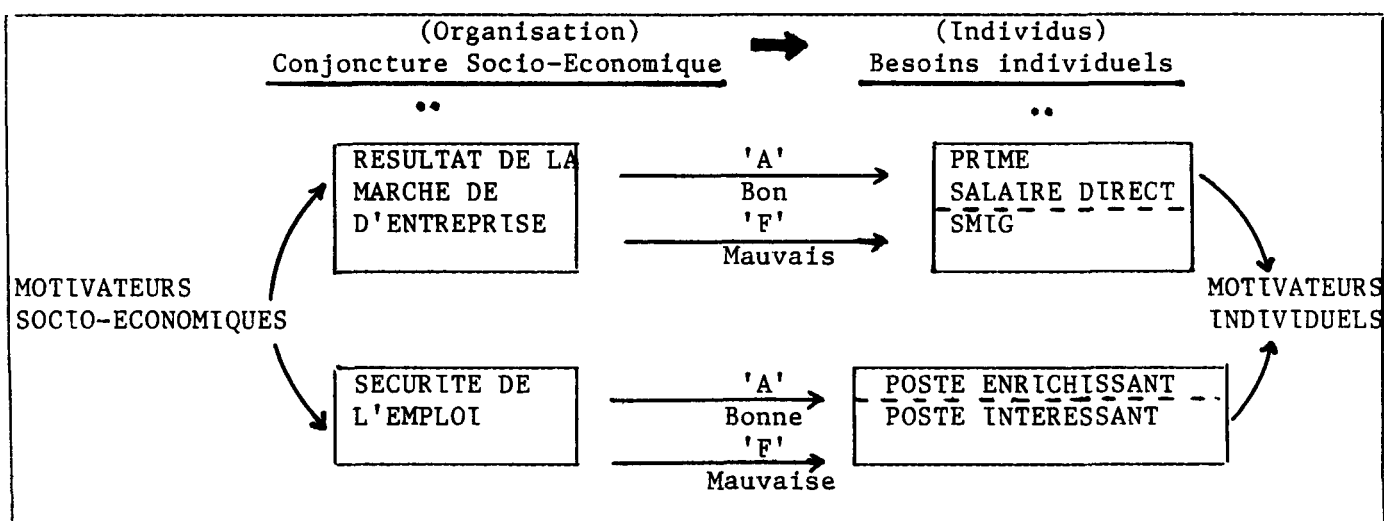 (Organisation) (Individus)
Conjoncture Socio-Economique Besoins individuels
RESULTAT DE LA
MARCHE DE
D'ENTREPRISE
'A'
Bon
'F'
Mauvais
PRIME
SALAIRE DIRECT
SMIG
MOTIVATEURS
SOCIO-ECONOMIQUES
MOTIVATEURS
INDIVIDUELS
SECURITE DE
L'EMPLOI
'A'
Bonne
'F'
Mauvaise
POSTE ENRICHISSANT
POSTE INTERESSANT